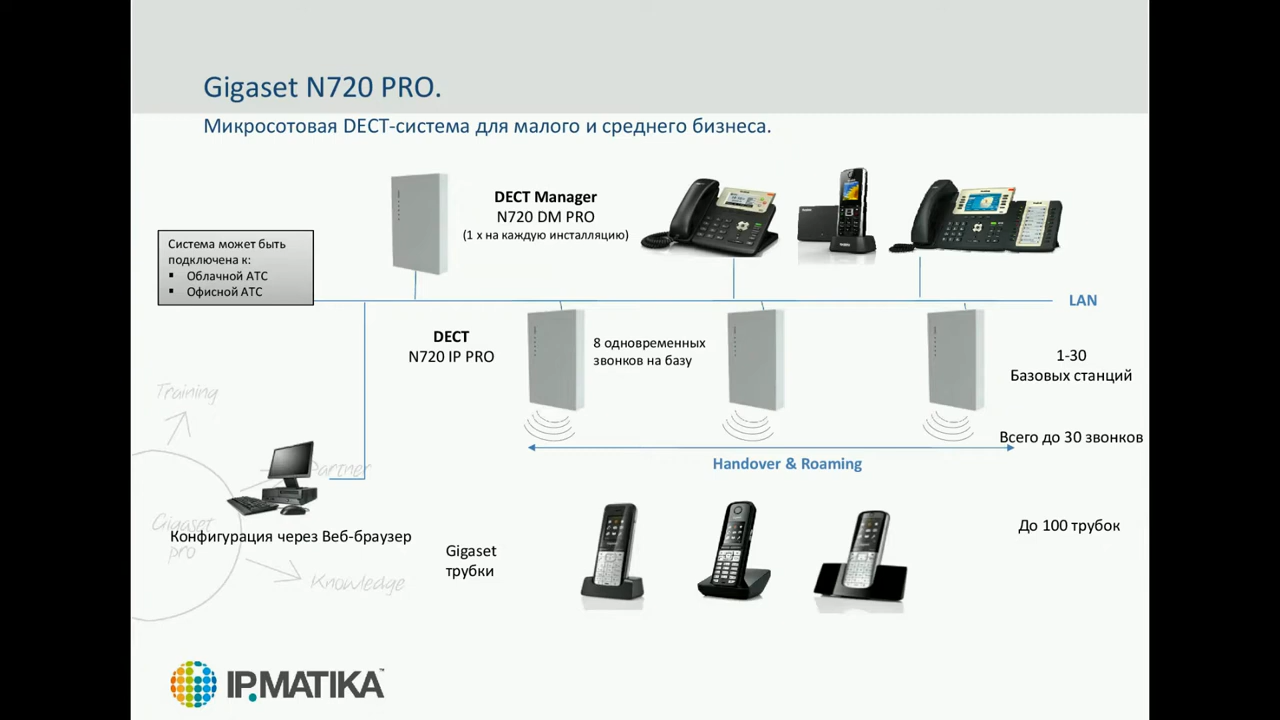 Gigaset N720 PRO.
Микросотовая DECT-система для малого и среднего бизнеса.
DECT Manager
N720 DM PRO
(1 х на каждую инсталляцию)
Система может быть
подключена к:
▪ Облачной АТС
▪ Офисной АТС
LAN
DECT
N720 IP PRO
8 одновременных
звонков на базу
1-30
Базовых станций
Training
Всего до 30 звонков
Handover & Roaming
Partner
Gigaset
pro
До 100 трубок
Конфигурация через Веб-браузер
Gigaset
трубки
Knowledge
IPMATIKA™